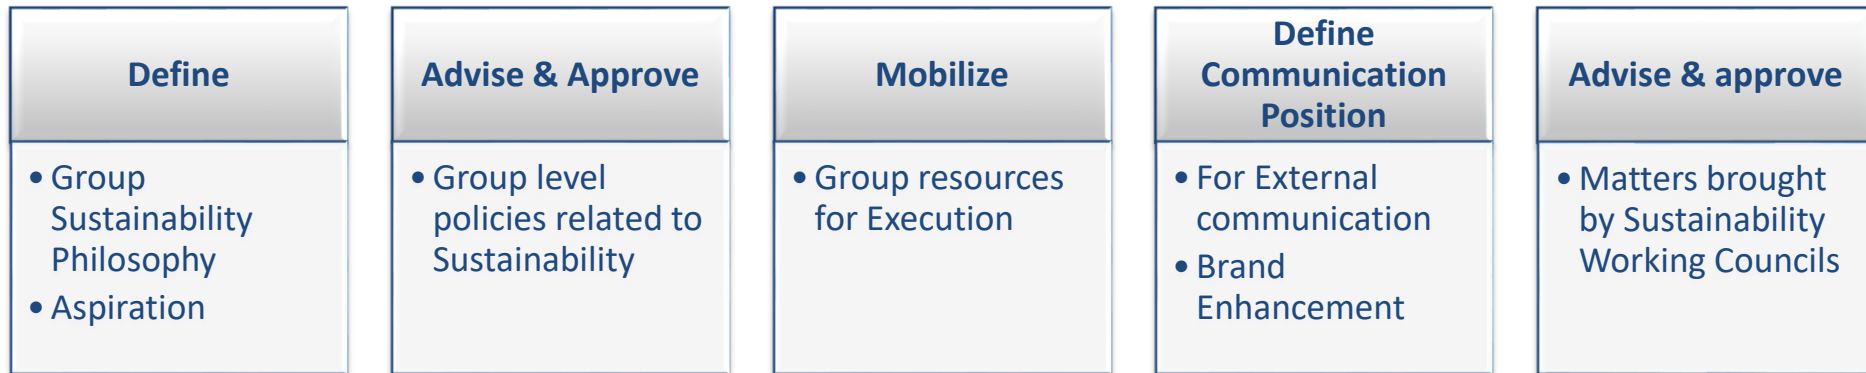 Define
• Group
Sustainability
Philosophy
• Aspiration
Advise & Approve
• Group level
policies related to
Sustainability
Mobilize
• Group resources
for Execution
Define
Communication
Position
• For External
communication
• Brand
Enhancement
Advise & approve
• Matters brought
by Sustainability
Working Councils